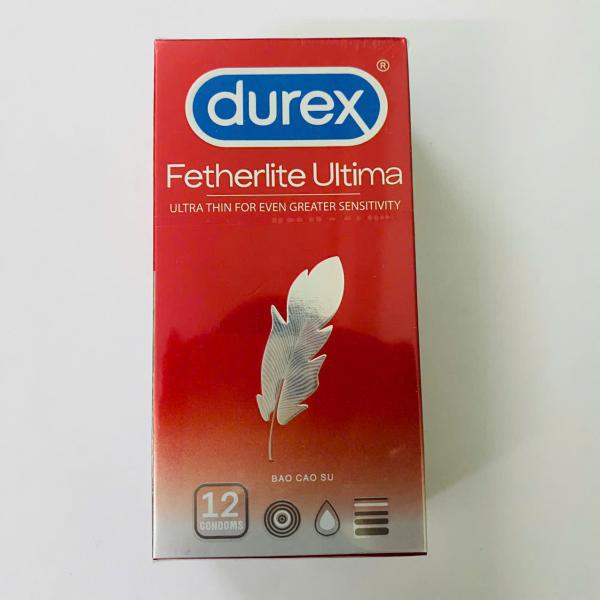 durex®
Fetherlite Ultima
ULTRA THIN FOR EVEN GREATER SENSITIVITY
BAO CAO SU
12
CONDOMS